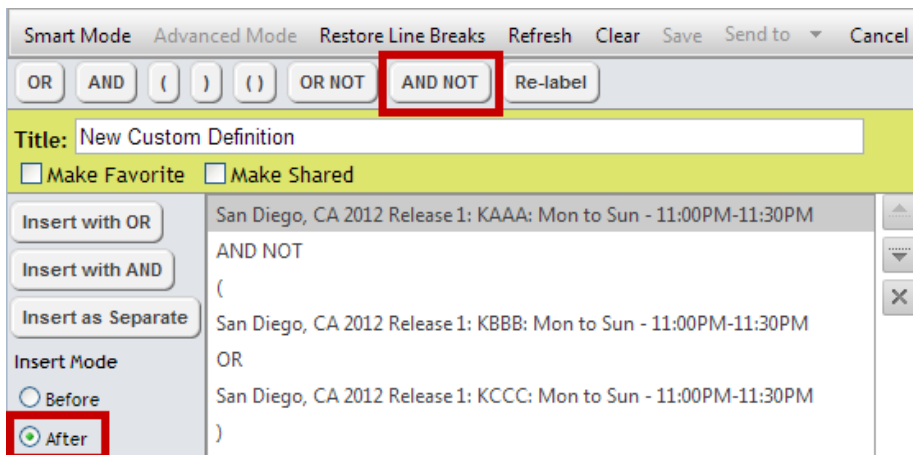 Smart Mode Advanced Mode Restore Line Breaks Refresh Clear Save Send to Cancel
OR AND ( ) () OR NOT AND NOT Re-label
Title: New Custom Definition
Make Favorite Make Shared
Insert with OR
Insert with AND
Insert as Separate
Insert Mode
Before
After
San Diego, CA 2012 Release 1: KAAA: Mon to Sun - 11:00PM-11:30PM
AND NOT
(
San Diego, CA 2012 Release 1: KBBB: Mon to Sun - 11:00PM-11:30PM
OR
San Diego, CA 2012 Release 1: KCCC: Mon to Sun - 11:00PM-11:30PM
)